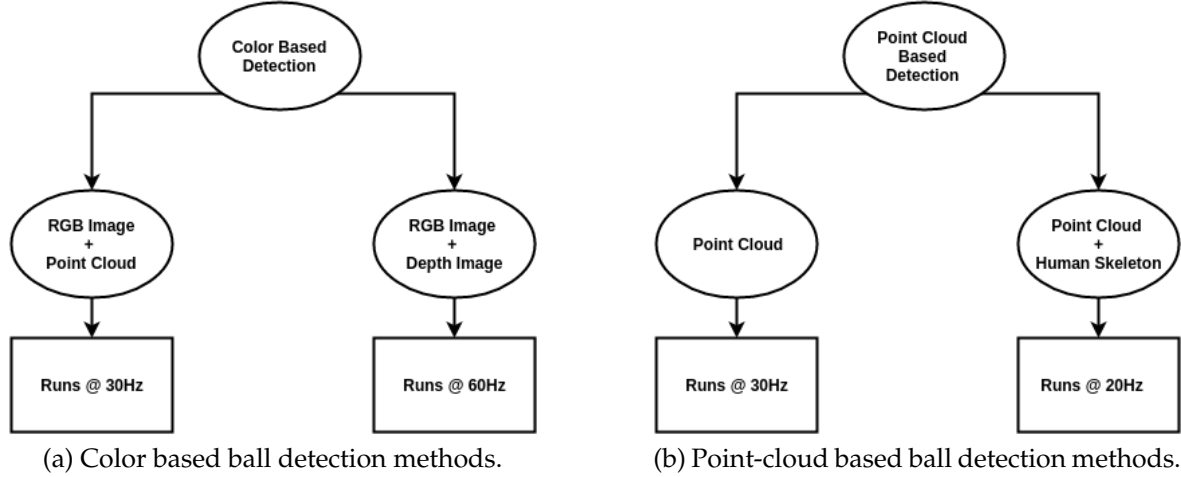 Color Based
Detection
RGB Image
+
Point Cloud
RGB Image
+
Depth Image
Runs @ 30Hz
Runs @ 60Hz
(a) Color based ball detection methods.
Point Cloud
Based
Detection
Point Cloud
Point Cloud
+
Human Skeleton
Runs @ 30Hz
Runs @ 20Hz
(b) Point-cloud based ball detection methods.